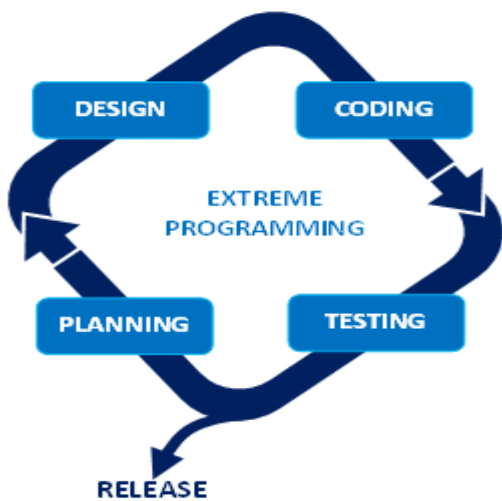 DESIGN
CODING
EXTREME
PROGRAMMING
PLANNING
TESTING
RELEASE